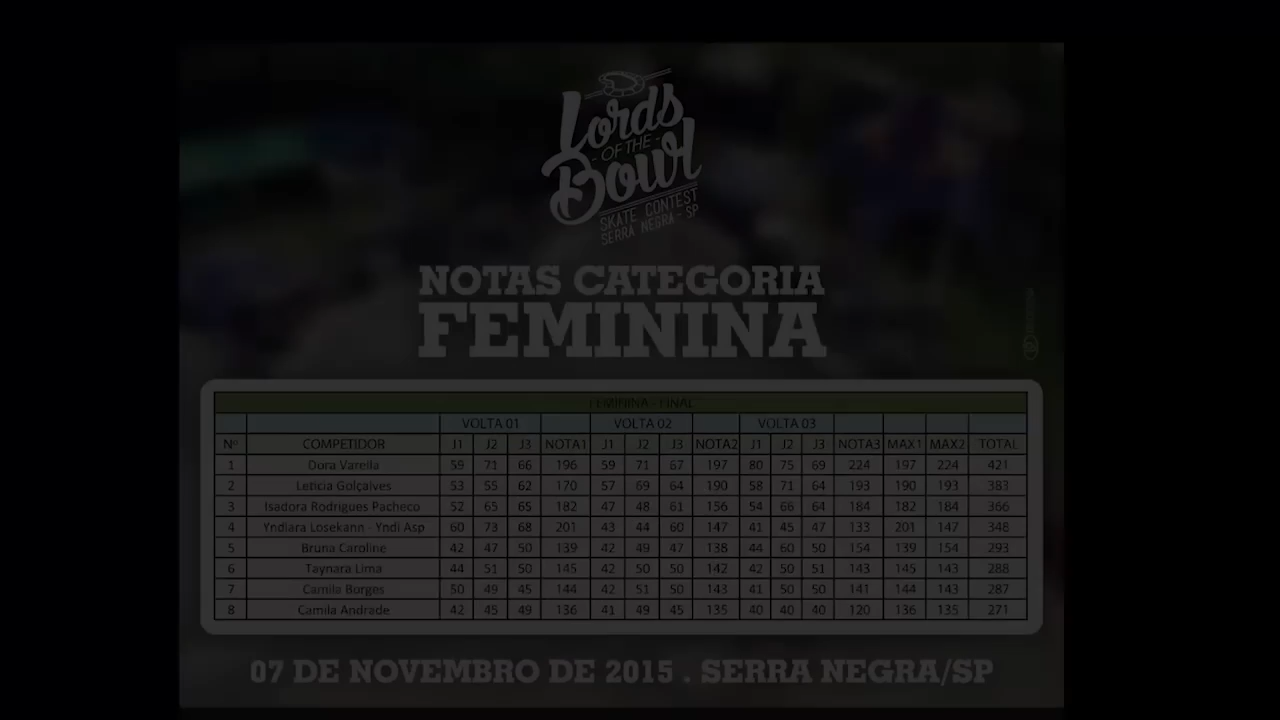 Lords
- OF THE -
Bowl
SKATE CONTEST
SERRA NEGRA - SP
NOTAS CATEGORIA
FEMININA
FEMININA - FINAL
VOLTA 01 VOLTA 02 VOLTA 03
Nº COMPETIDOR J1 J2 J3 NOTA1 J1 J2 J3 NOTA2 J1 J2 J3 NOTA3 MAX1 MAX2 TOTAL
1 Dora Varella 59 71 66 196 59 71 67 197 80 75 69 224 197 224 421
2 Letícia Golçalves 53 55 62 170 57 69 64 190 58 71 64 193 190 193 383
3 Isadora Rodrigues Pacheco 52 65 65 182 47 48 61 156 54 66 64 184 182 184 366
4 Yndiara Losekann - Yndi Asp 60 73 68 201 43 44 60 147 41 45 47 133 201 147 348
5 Bruna Caroline 42 47 50 139 42 49 47 138 44 60 50 154 139 154 293
6 Taynara Lima 44 51 50 145 42 50 50 142 42 50 51 143 145 143 288
7 Camila Borges 50 49 45 144 42 51 50 143 41 50 50 141 144 143 287
8 Camila Andrade 42 45 49 136 41 49 45 135 40 40 40 120 136 135 271
07 DE NOVEMBRO DE 2015 . SERRA NEGRA/SP